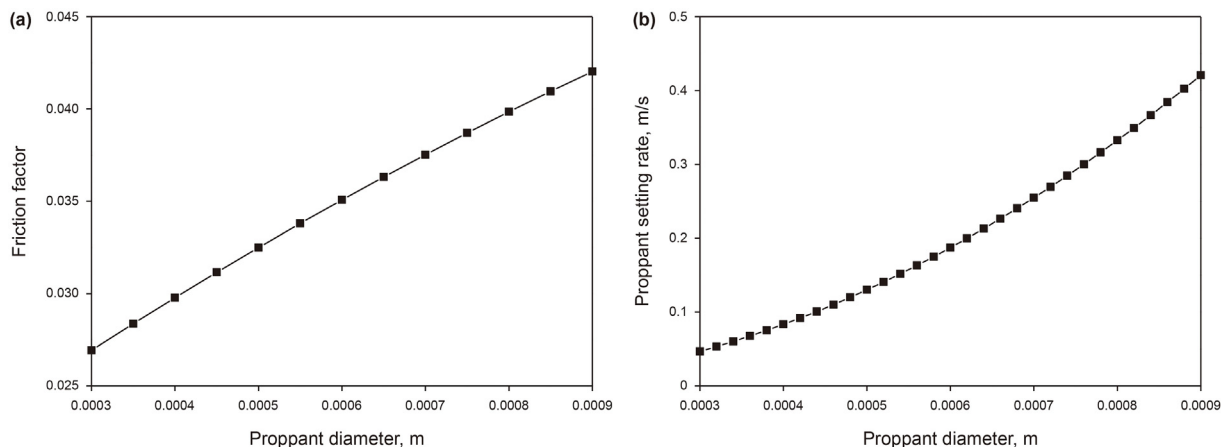 (a)
0.045
0.040
0.035
0.030
0.025
Friction factor
0.0003 0.0004 0.0005 0.0006 0.0007 0.0008 0.0009
Proppant diameter, m
(b)
0.5
0.4
0.3
0.2
0.1
0
Proppant setting rate, m/s
0.0003 0.0004 0.0005 0.0006 0.0007 0.0008 0.0009
Proppant diameter, m